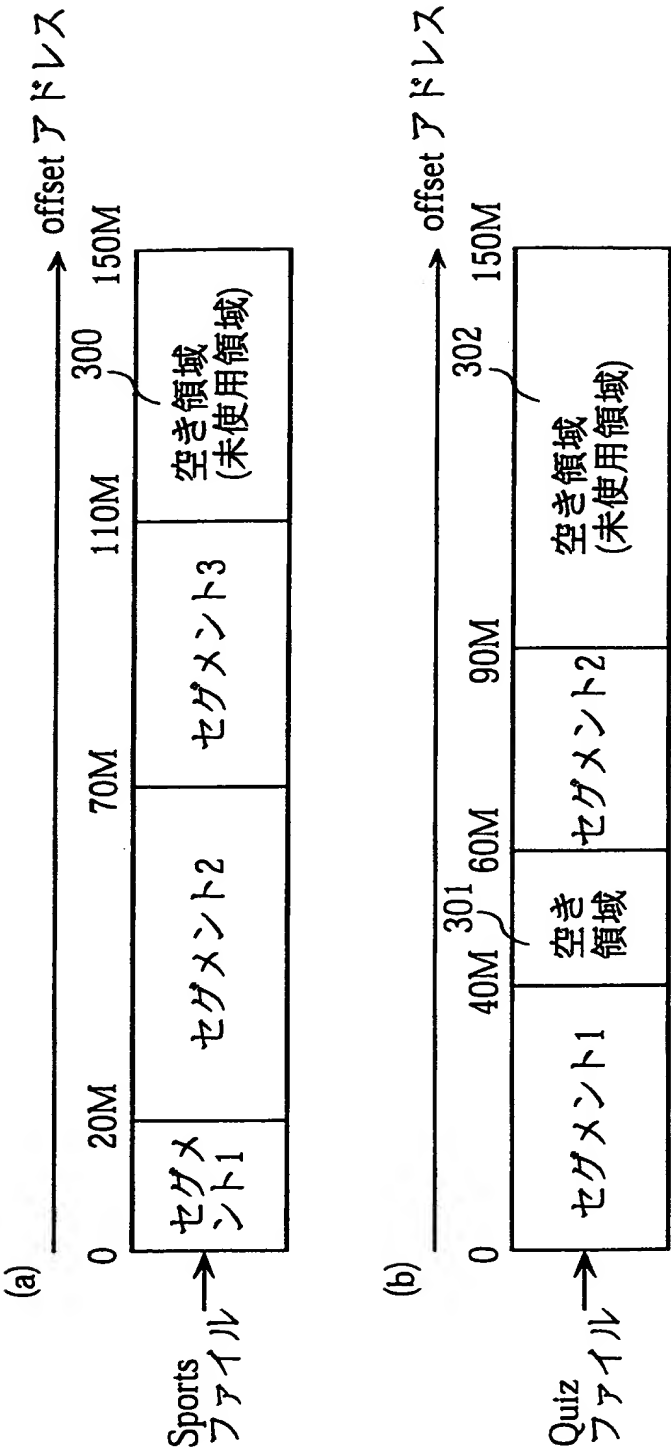 (a)
offset アドレス
0
20M
70M
110M
150M
300
Sports
ファイル
セグメ
ント1
セグメント2
セグメント3
空き領域
(未使用領域)
(b)
offset アドレス
0
40M
60M
90M
150M
301
302
Quiz
ファイル
セグメント1
空き
領域
セグメント2
空き領域
(未使用領域)